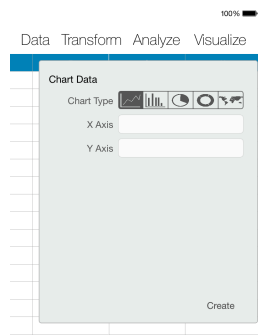 100%
Data Transform Analyze Visualize
Chart Data
Chart Type
X Axis
Y Axis
Create